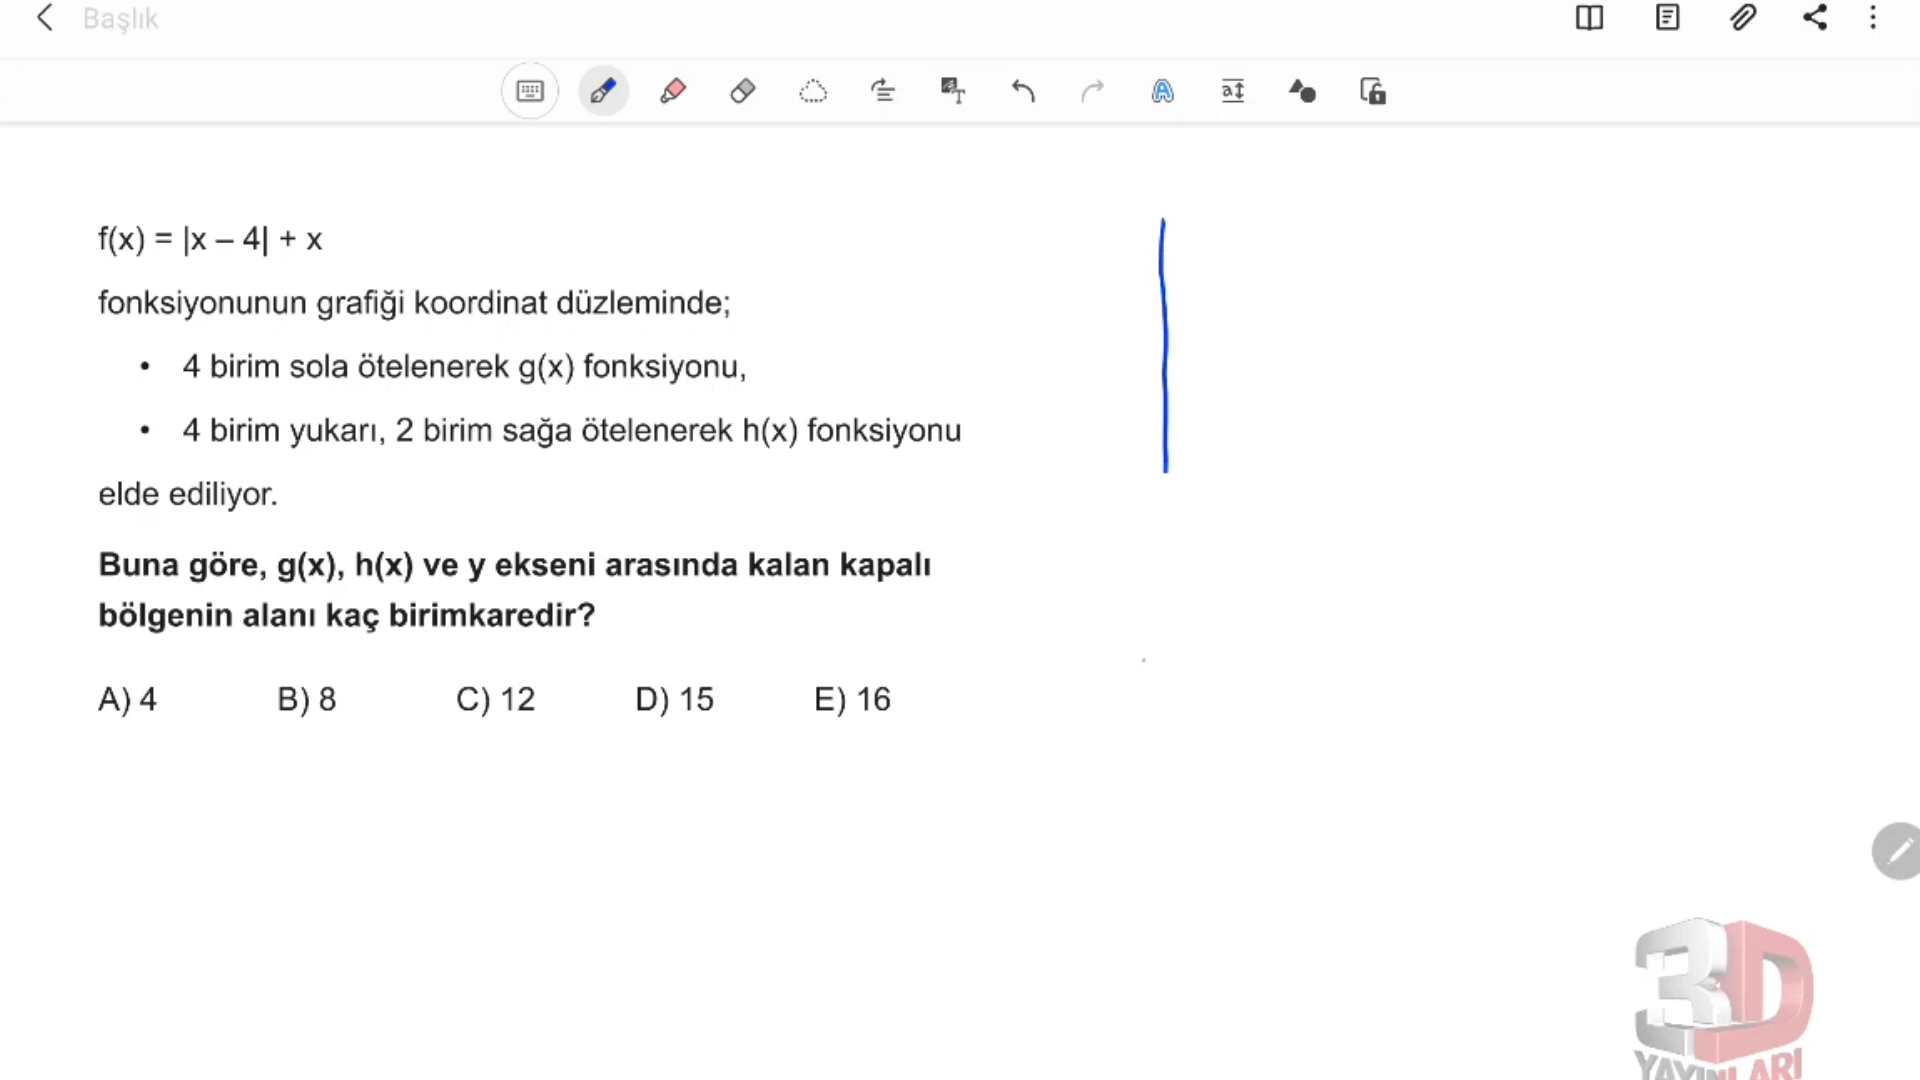 Başlık
f(x) = |x – 4| + x
fonksiyonunun grafiği koordinat düzleminde;
• 4 birim sola ötelenerek g(x) fonksiyonu,
• 4 birim yukarı, 2 birim sağa ötelenerek h(x) fonksiyonu
elde ediliyor.
Buna göre, g(x), h(x) ve y ekseni arasında kalan kapalı
bölgenin alanı kaç birimkaredir?
A) 4 B) 8 C) 12 D) 15 E) 16
3D
YAYINLARI